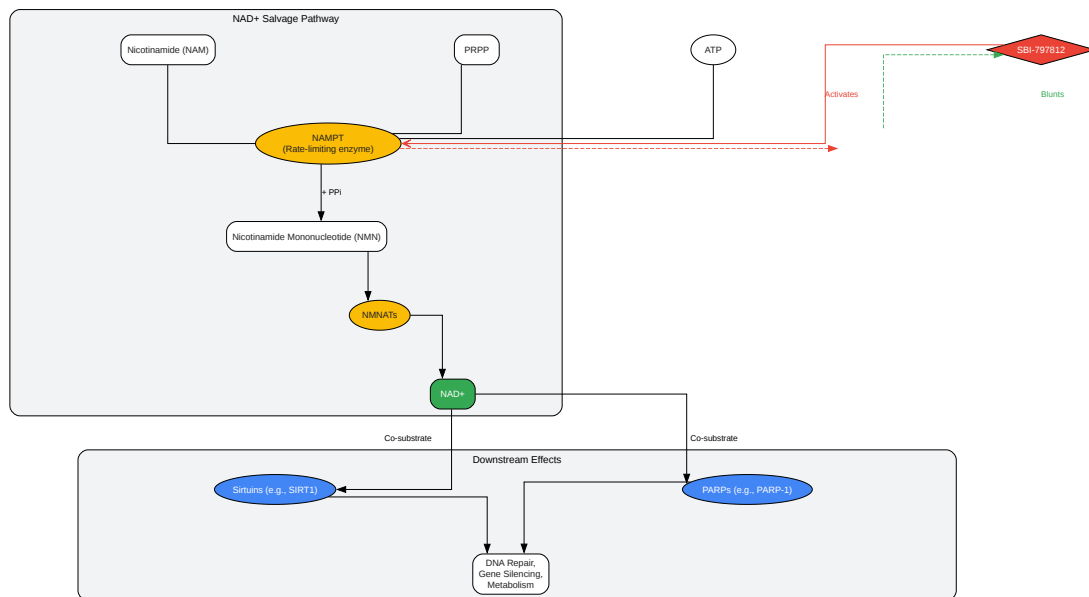 NAD+ Salvage Pathway
Nicotinamide (NAM)
PRPP
ATP
SBI-797812
Activates
Blunts
NAMPT
(Rate-limiting enzyme)
+ PPi
Nicotinamide Mononucleotide (NMN)
NMNATs
NAD+
Co-substrate
Co-substrate
Downstream Effects
Sirtuins (e.g., SIRT1)
PARPs (e.g., PARP-1)
DNA Repair,
Gene Silencing,
Metabolism